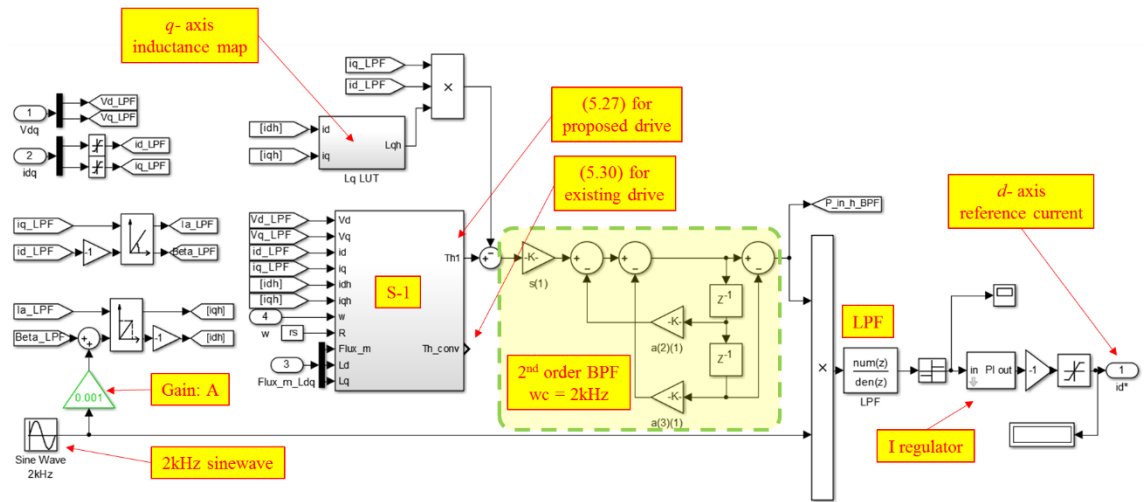 q- axis
inductance map
iq_LPF
id_LPF
×
1
Vdq
Vd_LPF
Vq_LPF
2
idq
id_LPF
iq_LPF
[idh]
[iqh]
id
iq
Lqh
Lq LUT
(5.27) for
proposed drive
(5.30) for
existing drive
d- axis
reference current
iq_LPF
id_LPF
-1
Ia_LPF
Beta_LPF
Vd_LPF
Vq_LPF
id_LPF
iq_LPF
[idh]
[iqh]
4
w
rs
3
Flux_m_Ldq
Vd
Vq
id
iq
idh
iqh
w
R
Flux_m
Ld
Lq
S-1
Th1
Th_conv
-K-
s(1)
z-1
-K-
a(2)(1)
z-1
-K-
a(3)(1)
2nd order BPF
wc = 2kHz
P_in_h_BPF
Ia_LPF
Beta_LPF
-1
[iqh]
[idh]
0.001
Gain: A
Sine Wave
2kHz
2kHz sinewave
×
LPF
num(z)
den(z)
LPF
in PI out
-1
1
id*
I regulator